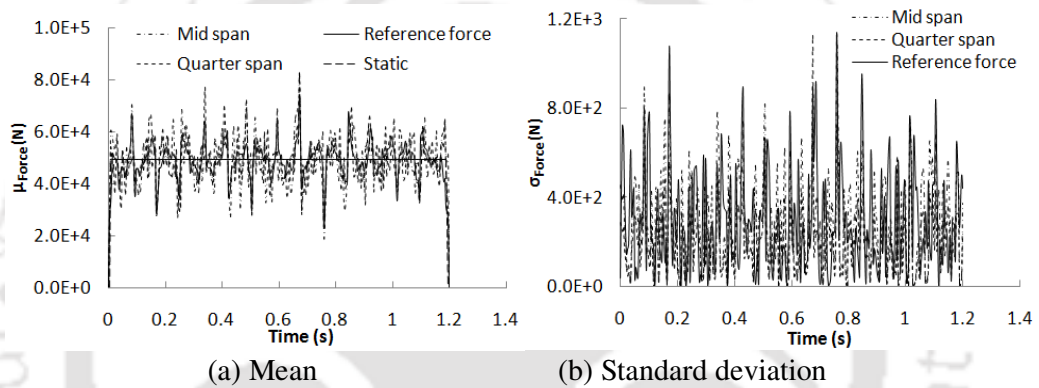 1.0E+5
8.0E+4
6.0E+4
4.0E+4
2.0E+4
0.0E+0
μForce (N)
Mid span
Reference force
Quarter span
Static
0 0.2 0.4 0.6 0.8 1 1.2 1.4
Time (s)
(a) Mean
1.2E+3
8.0E+2
4.0E+2
0.0E+0
σForce (N)
Mid span
Quarter span
Reference force
0 0.2 0.4 0.6 0.8 1 1.2 1.4
Time (s)
(b) Standard deviation